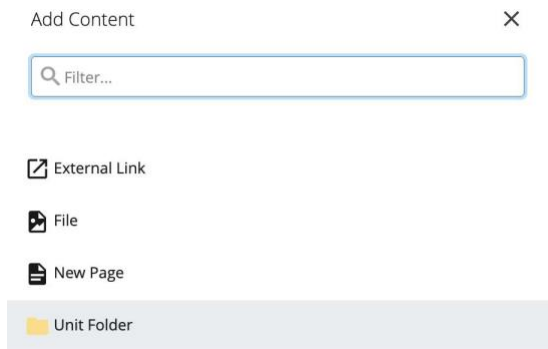 Add Content
Filter...
External Link
File
New Page
Unit Folder